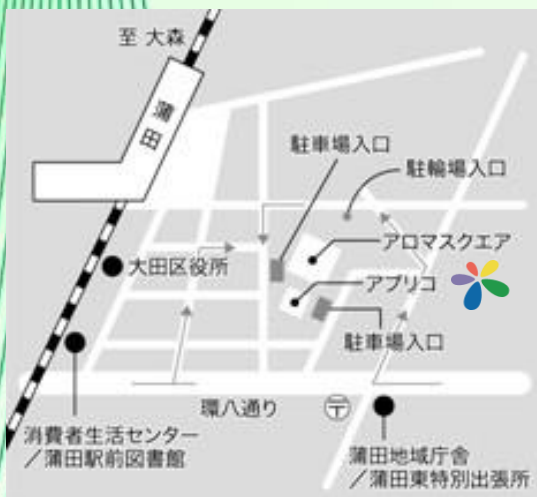 至 大森
蒲田
駐車場入口
駐輪場入口
アロマスクエア
大田区役所
アプリコ
駐車場入口
環八通り
〒
消費者生活センター
/蒲田駅前図書館
蒲田地域庁舎
/蒲田東特別出張所